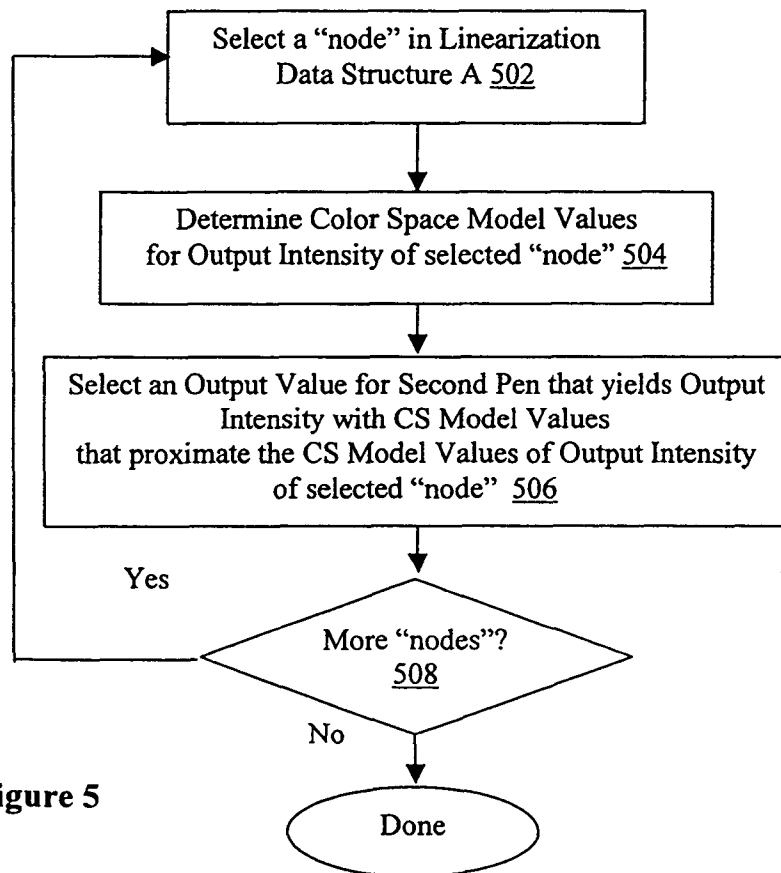 Select a “node” in Linearization
Data Structure A 502
Determine Color Space Model Values
for Output Intensity of selected “node” 504
Select an Output Value for Second Pen that yields Output
Intensity with CS Model Values
that proximate the CS Model Values of Output Intensity
of selected “node” 506
Yes
More “nodes”?
508
No
igure 5
Done